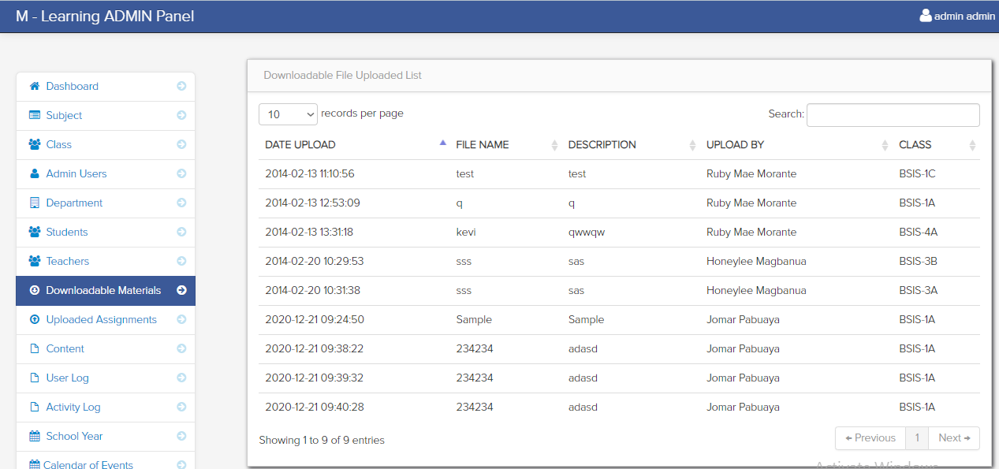 M - Learning ADMIN Panel
admin admin
Dashboard
Subject
Class
Admin Users
Department
Students
Teachers
Downloadable Materials
Uploaded Assignments
Content
User Log
Activity Log
School Year
Calendar of Events
Downloadable File Uploaded List
10 records per page
Search:
DATE UPLOAD FILE NAME DESCRIPTION UPLOAD BY CLASS
2014-02-13 11:10:56 test test Ruby Mae Morante BSIS-1C
2014-02-13 12:53:09 q q Ruby Mae Morante BSIS-1A
2014-02-13 13:31:18 kevi qwwqw Ruby Mae Morante BSIS-4A
2014-02-20 10:29:53 sss sas Honeylee Magbanua BSIS-3B
2014-02-20 10:31:38 sss sas Honeylee Magbanua BSIS-3A
2020-12-21 09:24:50 Sample Sample Jomar Pabuaya BSIS-1A
2020-12-21 09:38:22 234234 adasd Jomar Pabuaya BSIS-1A
2020-12-21 09:39:32 234234 adasd Jomar Pabuaya BSIS-1A
2020-12-21 09:40:28 234234 adasd Jomar Pabuaya BSIS-1A
Showing 1 to 9 of 9 entries
← Previous 1 Next →
Activate Windows